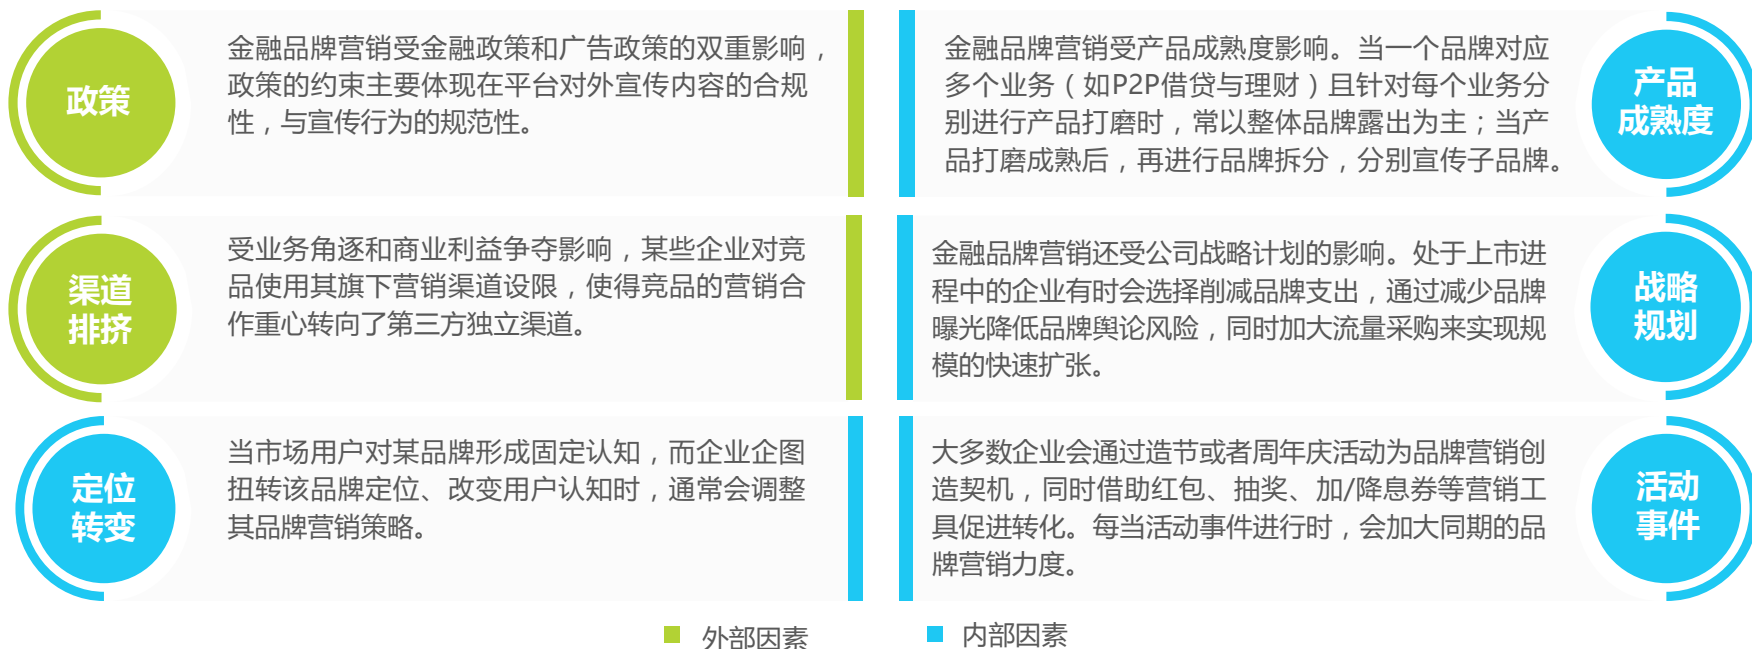 政策
金融品牌营销受金融政策和广告政策的双重影响，
政策的约束主要体现在平台对外宣传内容的合规
性，与宣传行为的规范性。
金融品牌营销受产品成熟度影响。当一个品牌对应
多个业务（如P2P借贷与理财）且针对每个业务分
别进行产品打磨时，常以整体品牌露出为主；当产
品打磨成熟后，再进行品牌拆分，分别宣传子品牌。
产品
成熟度
渠道
排挤
受业务角逐和商业利益争夺影响，某些企业对竞
品使用其旗下营销渠道设限，使得竞品的营销合
作重心转向了第三方独立渠道。
金融品牌营销还受公司战略计划的影响。处于上市进
程中的企业有时会选择削减品牌支出，通过减少品牌
曝光降低品牌舆论风险，同时加大流量采购来实现规
模的快速扩张。
战略
规划
定位
转变
当市场用户对某品牌形成固定认知，而企业企图
扭转该品牌定位、改变用户认知时，通常会调整
其品牌营销策略。
大多数企业会通过造节或者周年庆活动为品牌营销创
造契机，同时借助红包、抽奖、加/降息券等营销工
具促进转化。每当活动事件进行时，会加大同期的品
牌营销力度。
活动
事件
外部因素
内部因素